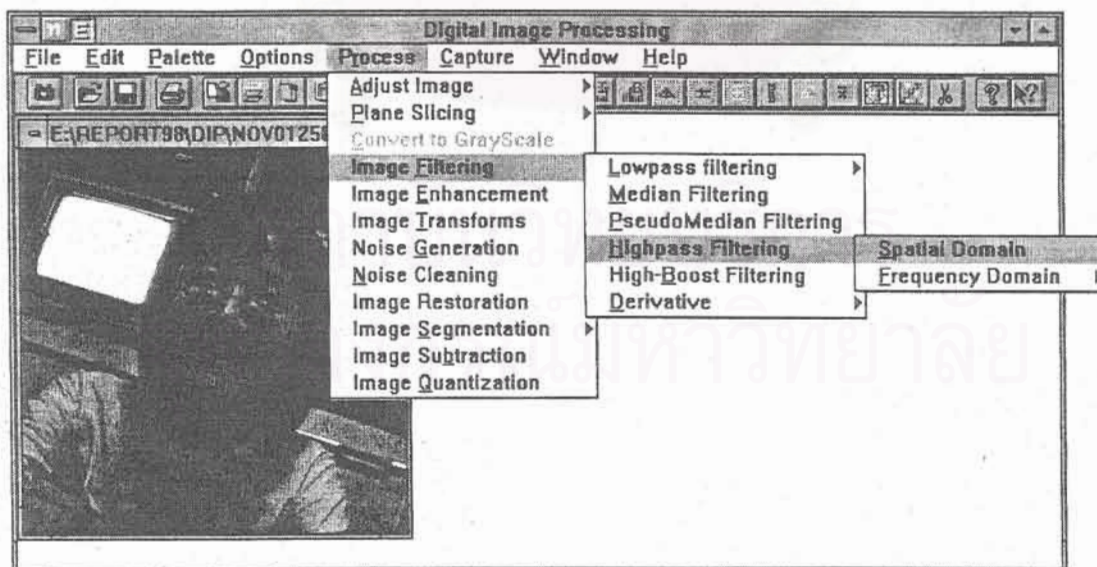 Digital Image Processing
File Edit Palette Options Process Capture Window Help
E:\REPORT98\DIP\NOV01256
Adjust Image
Plane Slicing
Convert to GrayScale
Image Filtering
Image Enhancement
Image Transforms
Noise Generation
Noise Cleaning
Image Restoration
Image Segmentation
Image Subtraction
Image Quantization
Lowpass filtering
Median Filtering
PseudoMedian Filtering
Highpass Filtering
High-Boost Filtering
Derivative
Spatial Domain
Frequency Domain